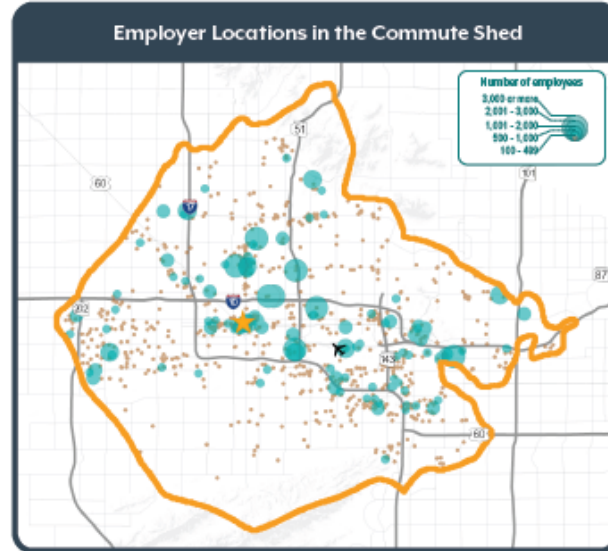 Employer Locations in the Commute Shed
Number of employees
3,000 or more
2,001 - 3,000
1,001 - 2,000
500 - 1,000
100 - 499
51
60
17
101
87
10
202
143
60